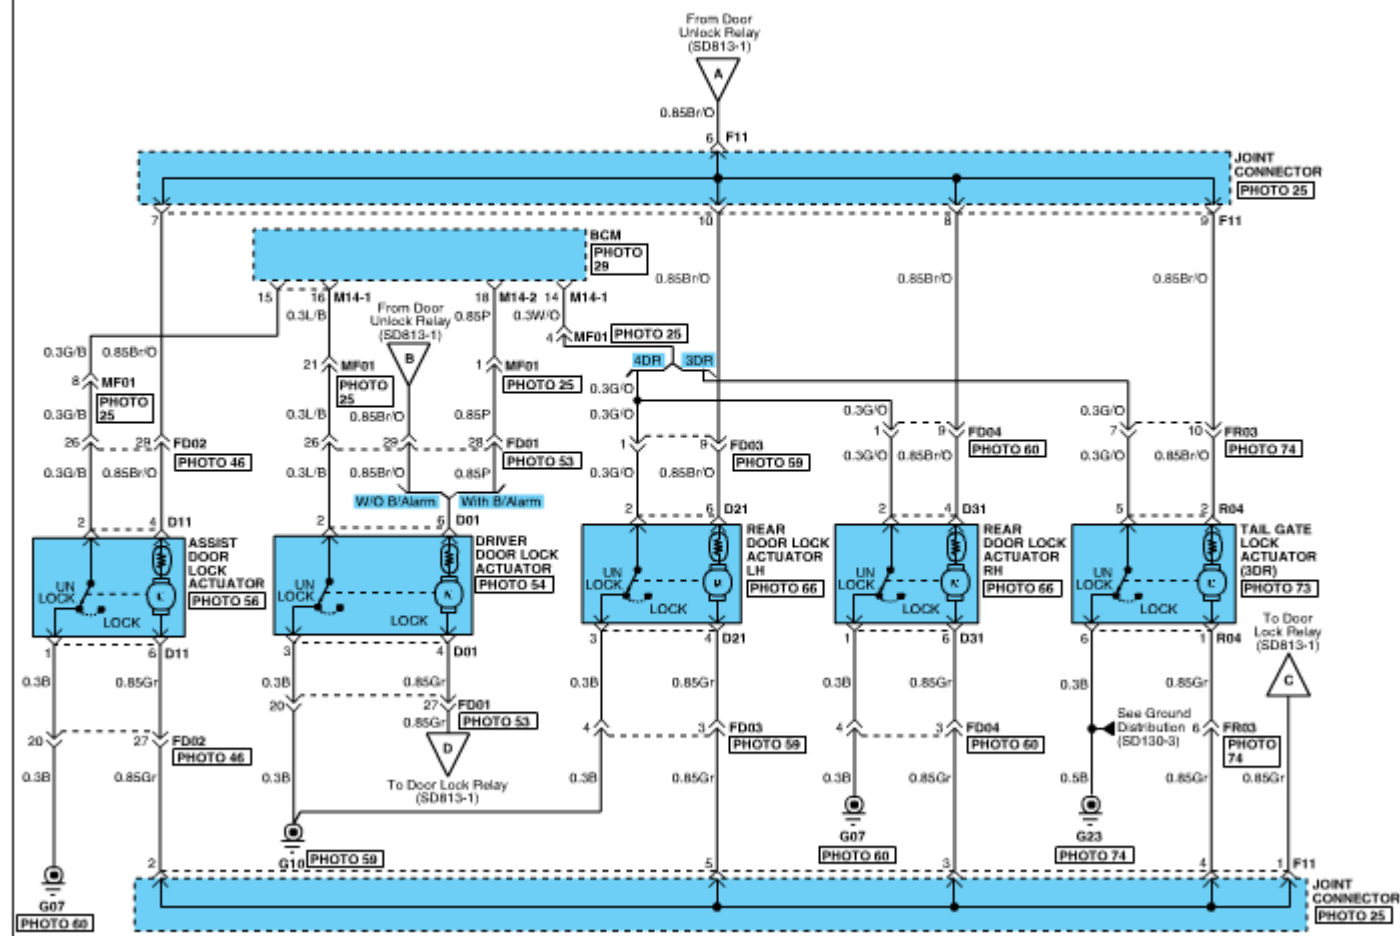 From Door
Unlock Relay
(SD813-1)
A
0.85Br/O
6 F11
JOINT
CONNECTOR
PHOTO 25
7 10 8 9 F11
BCM
PHOTO
29
0.85Br/O 0.85Br/O 0.85Br/O
15 16 M14-1 18 M14-2 14 M14-1
0.3L/B 0.85P 0.3W/O
From Door
Unlock Relay
(SD813-1)
B
4 MF01 PHOTO 25
0.3G/B 0.85Br/O
21 MF01
PHOTO
25
1 MF01
PHOTO 25
4DR 3DR
8 MF01
PHOTO
25
0.3G/O
0.3G/B 0.3L/B 0.85Br/O 0.85P 0.3G/O 0.3G/O 0.3G/O
26 29 FD02
PHOTO 46
26 29 28 FD01
PHOTO 53
1 9 FD03
PHOTO 59
1 9 FD04
PHOTO 60
7 10 FR03
PHOTO 74
0.3G/B 0.85Br/O 0.3L/B 0.85Br/O 0.85P 0.3G/O 0.85Br/O 0.3G/O 0.85Br/O 0.3G/O 0.85Br/O
W/O B/Alarm With B/Alarm
2 4 D11 2 D01 2 6 D21 2 4 D31 5 2 R04
ASSIST
DOOR
LOCK
ACTUATOR
PHOTO 56
DRIVER
DOOR LOCK
ACTUATOR
PHOTO 54
REAR
DOOR LOCK
ACTUATOR
LH
PHOTO 66
REAR
DOOR LOCK
ACTUATOR
RH
PHOTO 66
TAIL GATE
LOCK
ACTUATOR
(3DR)
PHOTO 73
UN
LOCK
LOCK
UN
LOCK
LOCK
UN
LOCK
LOCK
UN
LOCK
LOCK
UN
LOCK
LOCK
To Door
Lock Relay
(SD813-1)
1 6 D11 3 4 D01 3 4 D21 1 6 D31 6 1 R04
0.3B 0.85Gr 0.3B 0.85Gr 0.3B 0.85Gr 0.3B 0.85Gr 0.3B 0.85Gr
20 27 FD01
PHOTO 53
0.85Gr
D
To Door Lock Relay
(SD813-1)
4 3 FD03
PHOTO 59
4 3 FD04
PHOTO 60
See Ground
Distribution
(SD130-3)
6 FR03
PHOTO
74
20 27 FD02
PHOTO 46
0.3B 0.85Gr 0.3B 0.3B 0.85Gr 0.3B 0.85Gr 0.5B 0.85Gr 0.85Gr
G10 PHOTO 59
G07
PHOTO 60
G23
PHOTO 74
2 5 3 4 1 F11
G07
PHOTO 60
JOINT
CONNECTOR
PHOTO 25